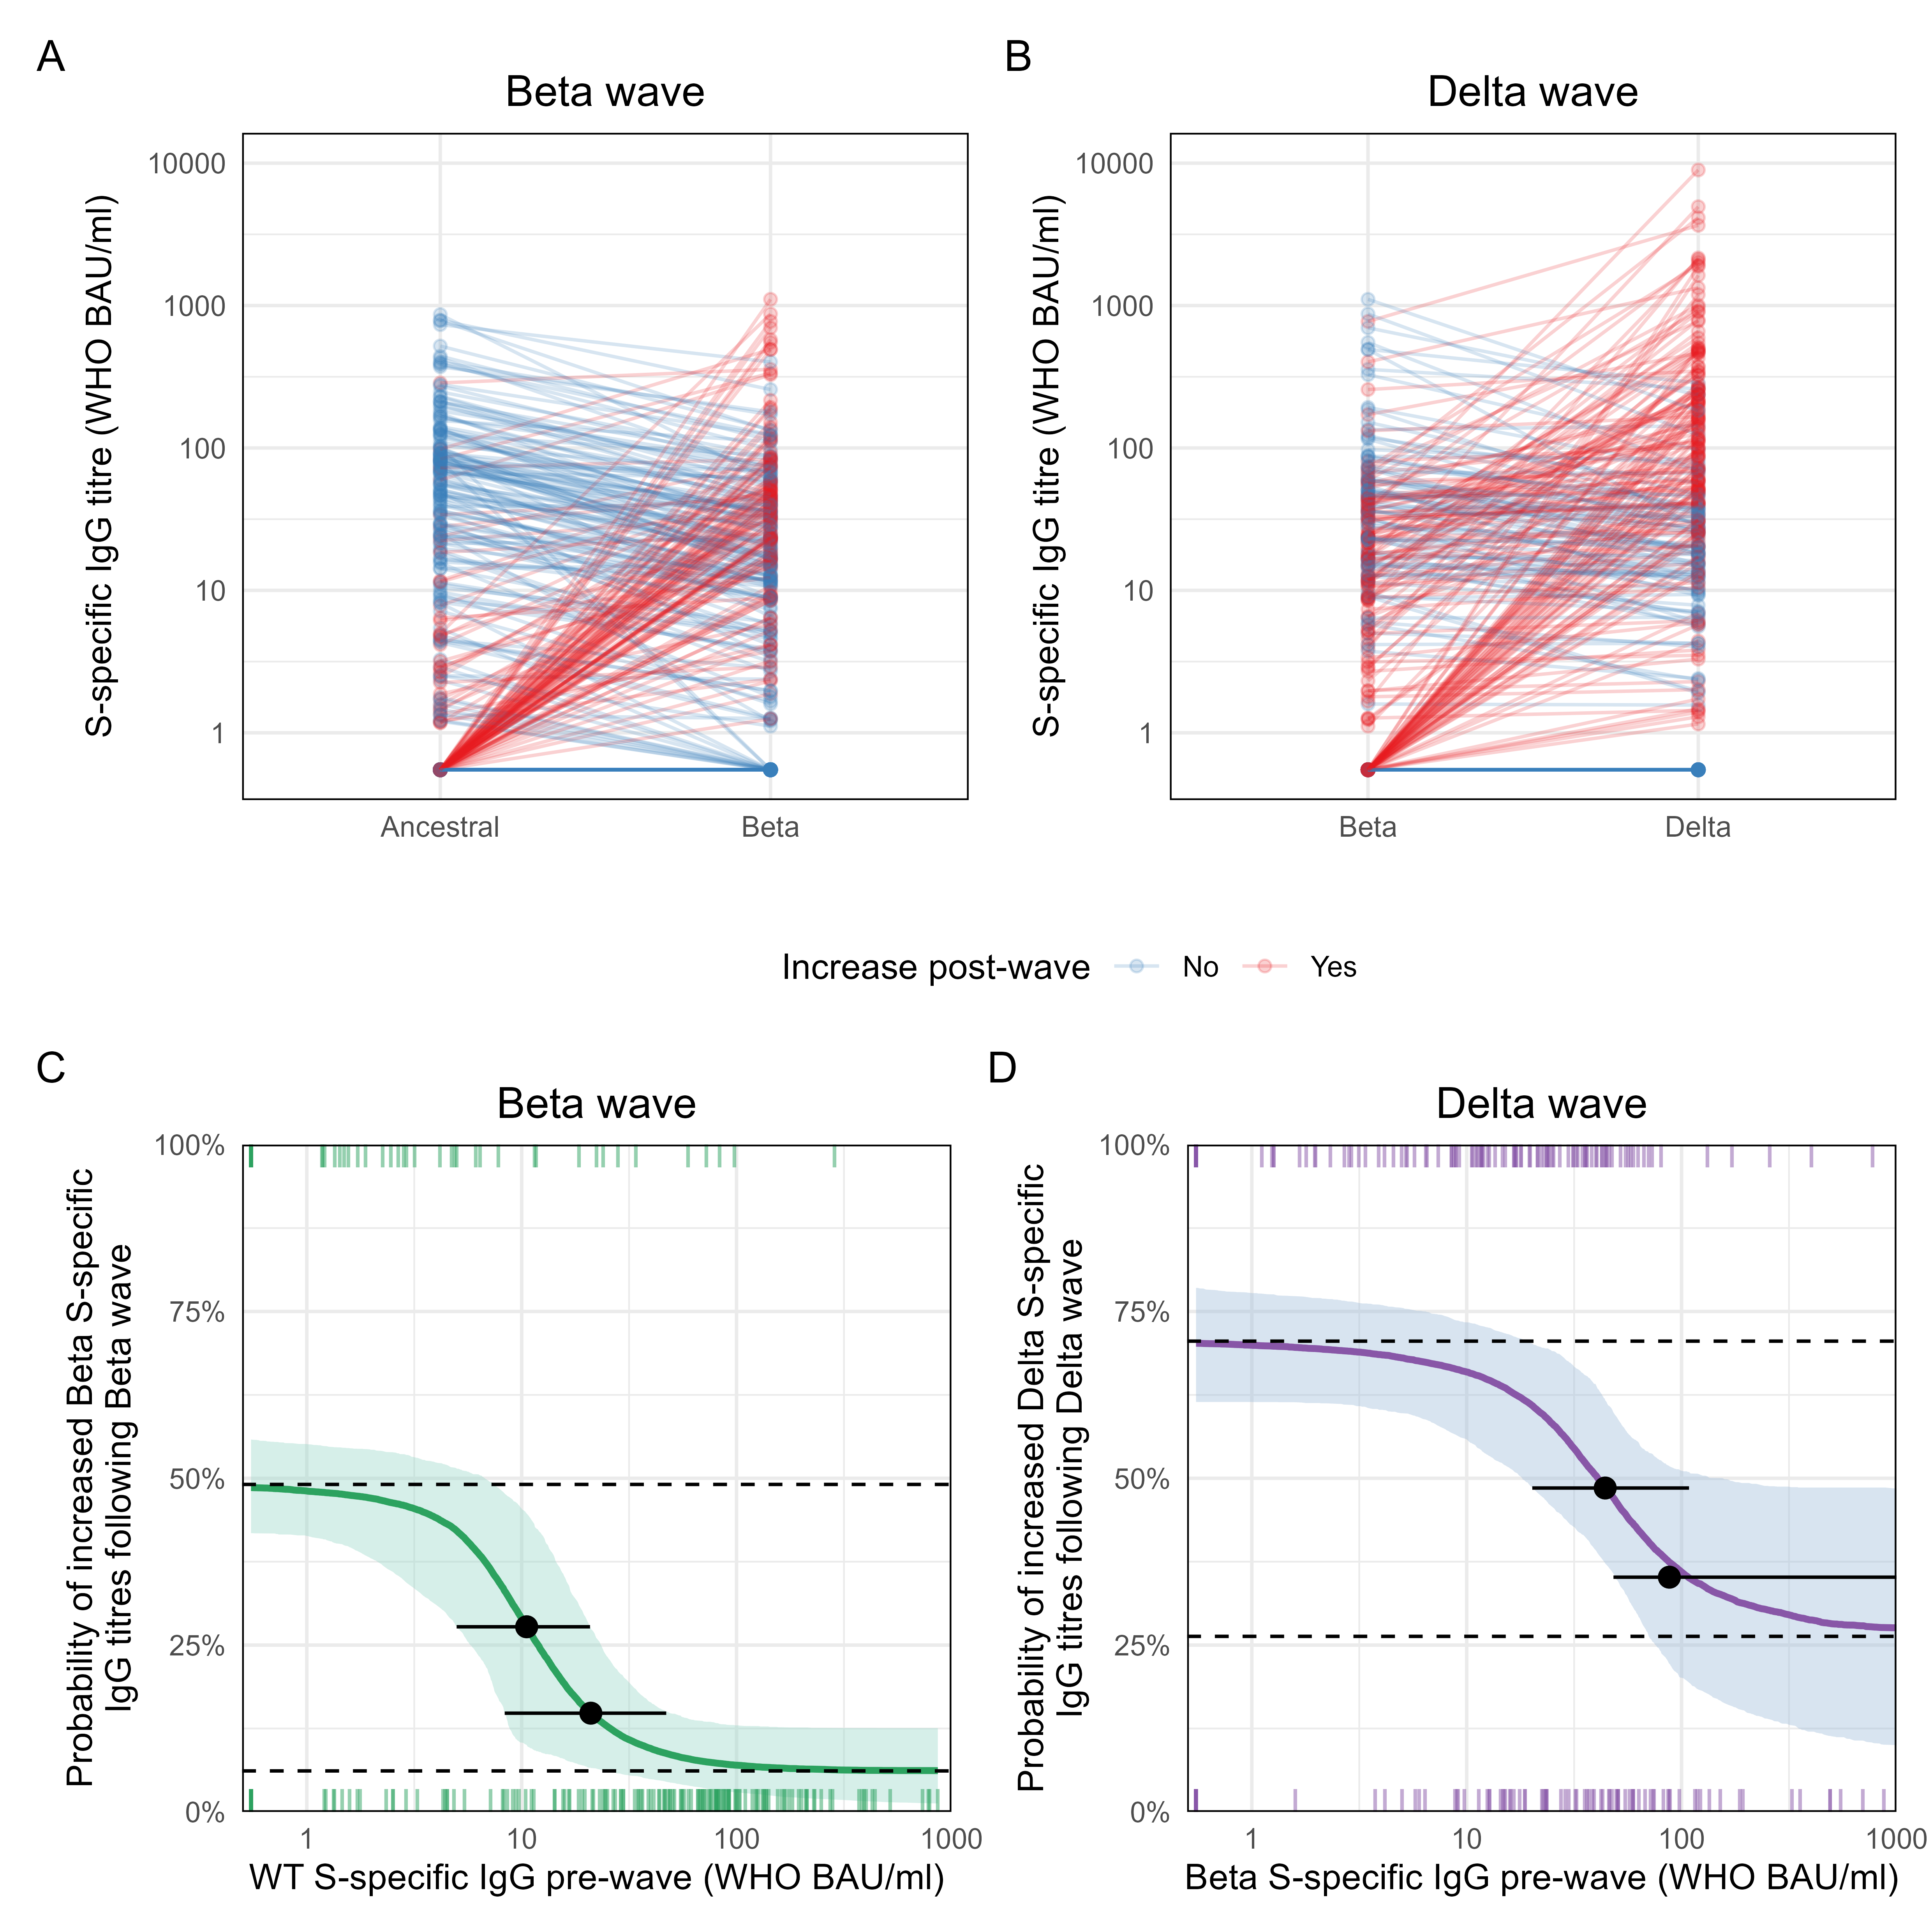 A
B
Beta wave
Delta wave
S-specific IgG titre (WHO BAU/ml)
10000
1000
100
10
1
Ancestral
Beta
S-specific IgG titre (WHO BAU/ml)
10000
1000
100
10
1
Beta
Delta
Increase post-wave
No
Yes
C
D
Beta wave
Delta wave
Probability of increased Beta S-specific
IgG titres following Beta wave
100%
75%
50%
25%
0%
1
10
100
1000
WT S-specific IgG pre-wave (WHO BAU/ml)
Probability of increased Delta S-specific
IgG titres following Delta wave
100%
75%
50%
25%
0%
1
10
100
1000
Beta S-specific IgG pre-wave (WHO BAU/ml)